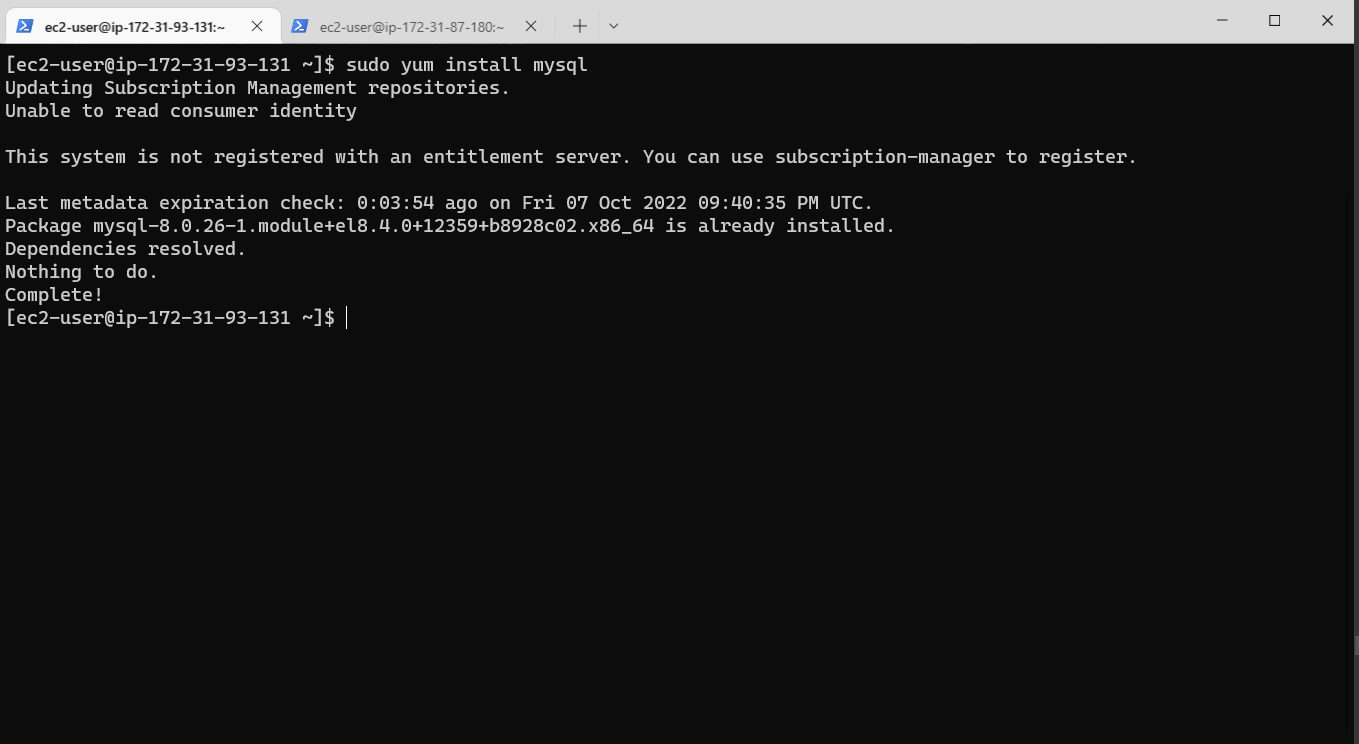 ec2-user@ip-172-31-93-131:~
ec2-user@ip-172-31-87-180:~
[ec2-user@ip-172-31-93-131 ~]$ sudo yum install mysql
Updating Subscription Management repositories.
Unable to read consumer identity
This system is not registered with an entitlement server. You can use subscription-manager to register.
Last metadata expiration check: 0:03:54 ago on Fri 07 Oct 2022 09:40:35 PM UTC.
Package mysql-8.0.26-1.module+el8.4.0+12359+b8928c02.x86_64 is already installed.
Dependencies resolved.
Nothing to do.
Complete!
[ec2-user@ip-172-31-93-131 ~]$